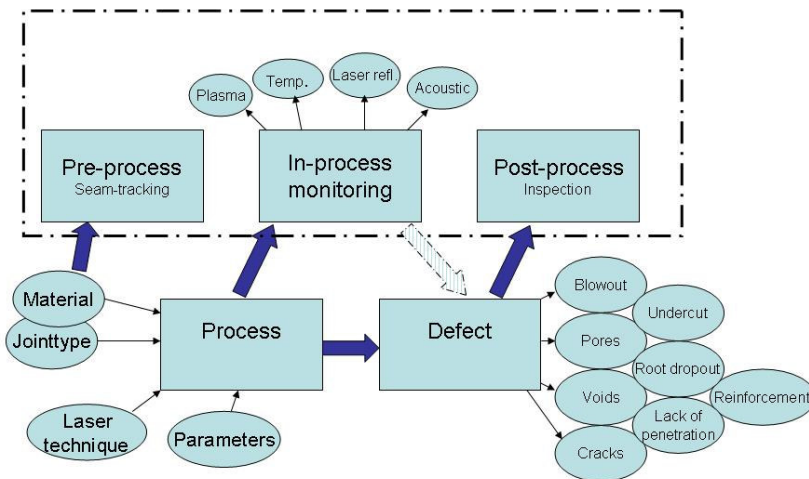 Plasma
Temp.
Laser refl.
Acoustic
Pre-process
Seam-tracking
In-process
monitoring
Post-process
Inspection
Material
Jointtype
Laser
technique
Parameters
Process
Defect
Blowout
Undercut
Pores
Root dropout
Voids
Reinforcement
Lack of
penetration
Cracks